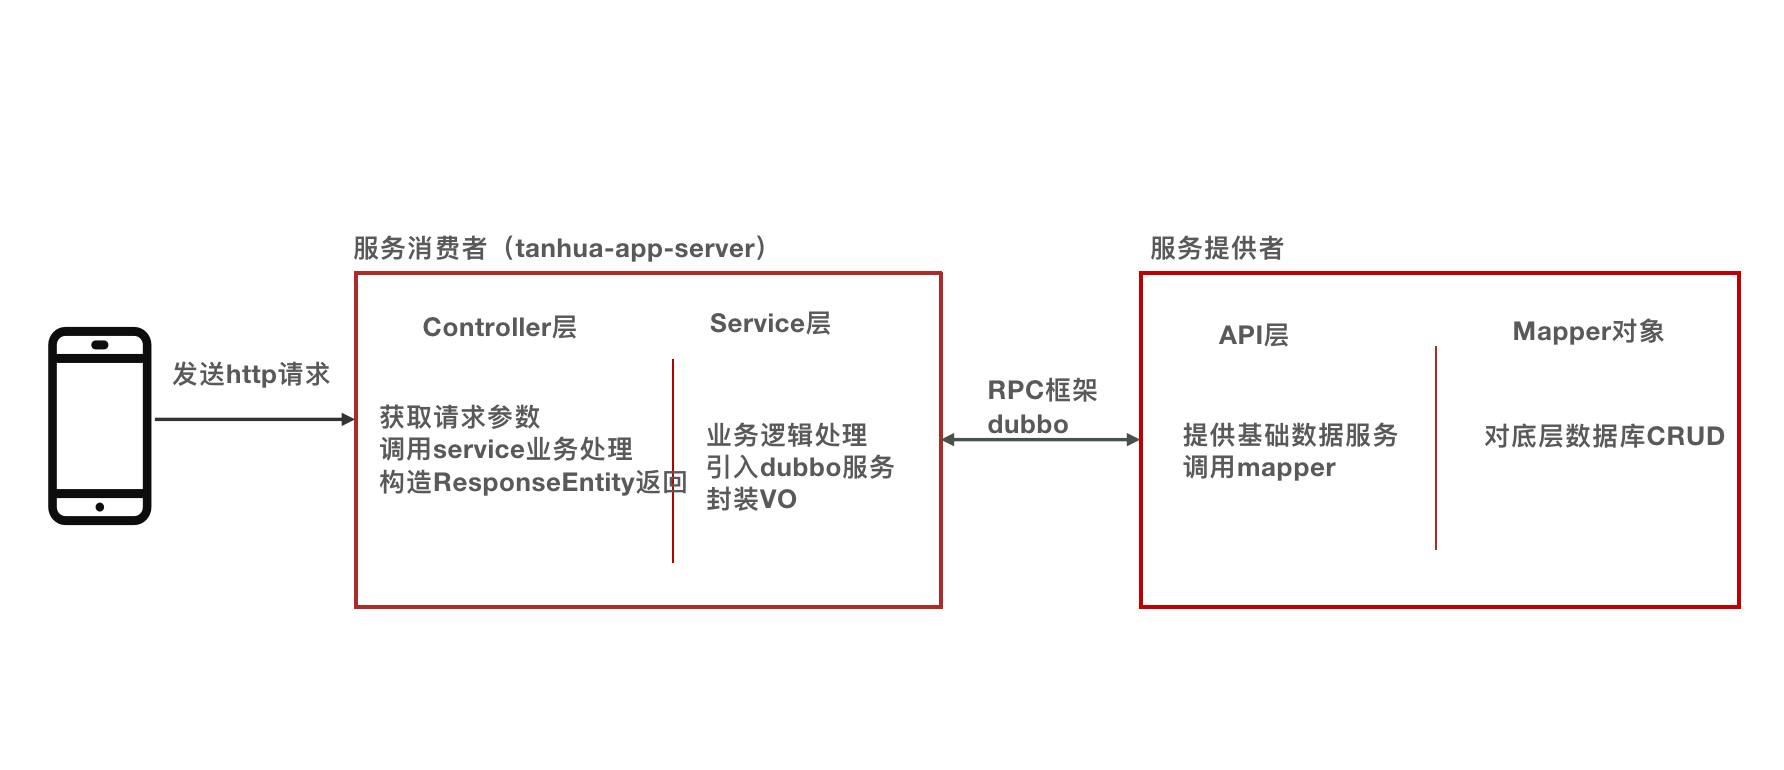 服务消费者（tanhua-app-server）
服务提供者
Controller层
Service层
API层
Mapper对象
发送http请求
获取请求参数
调用service业务处理
构造ResponseEntity返回
业务逻辑处理
引入dubbo服务
封装VO
RPC框架
dubbo
提供基础数据服务
调用mapper
对底层数据库CRUD